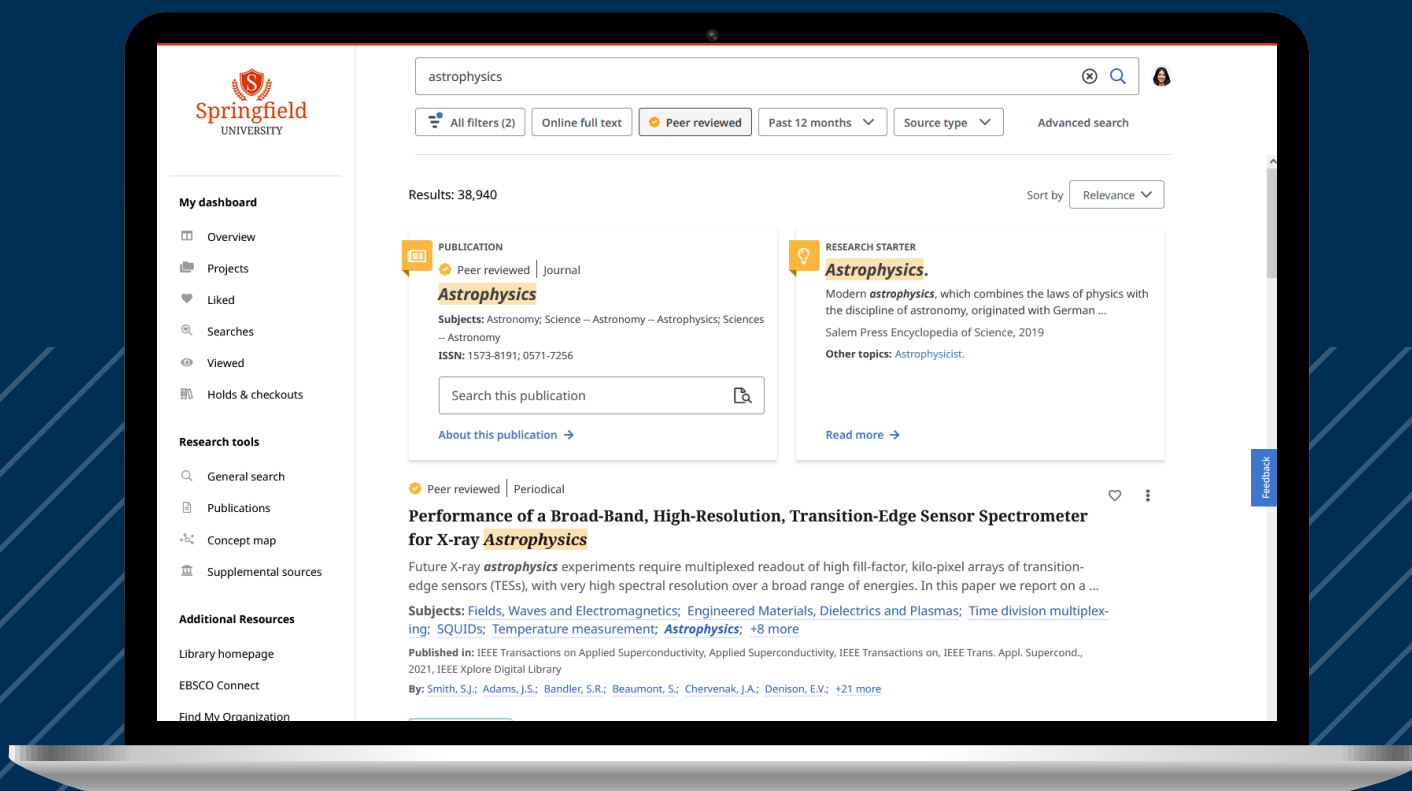 S
Springfield
UNIVERSITY
My dashboard
Overview
Projects
Liked
Searches
Viewed
Holds & checkouts
Research tools
General search
Publications
Concept map
Supplemental sources
Additional Resources
Library homepage
EBSCO Connect
Find My Organization
astrophysics
All filters (2)
Online full text
Peer reviewed
Past 12 months
Source type
Advanced search
Results: 38,940
Sort by
Relevance
PUBLICATION
Peer reviewed | Journal
Astrophysics
Subjects: Astronomy; Science -- Astronomy -- Astrophysics; Sciences
-- Astronomy
ISSN: 1573-8191; 0571-7256
Search this publication
About this publication →
RESEARCH STARTER
Astrophysics.
Modern astrophysics, which combines the laws of physics with
the discipline of astronomy, originated with German ...
Salem Press Encyclopedia of Science, 2019
Other topics: Astrophysicist.
Read more →
Peer reviewed | Periodical
Performance of a Broad-Band, High-Resolution, Transition-Edge Sensor Spectrometer
for X-ray Astrophysics
Future X-ray astrophysics experiments require multiplexed readout of high fill-factor, kilo-pixel arrays of transition-
edge sensors (TESs), with very high spectral resolution over a broad range of energies. In this paper we report on a ...
Subjects: Fields, Waves and Electromagnetics; Engineered Materials, Dielectrics and Plasmas; Time division multiplex-
ing; SQUIDs; Temperature measurement; Astrophysics; +8 more
Published in: IEEE Transactions on Applied Superconductivity, Applied Superconductivity, IEEE Transactions on, IEEE Trans. Appl. Supercond.,
2021, IEEE Xplore Digital Library
By: Smith, S.J.; Adams, J.S.; Bandler, S.R.; Beaumont, S.; Chervenak, J.A.; Denison, E.V.; +21 more
Feedback